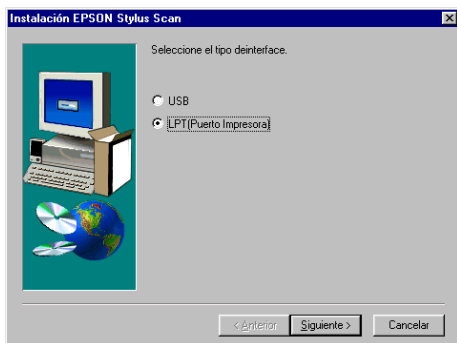 Instalación EPSON Stylus Scan
Seleccione el tipo deinterface.
USB
LPT(Puerto Impresora)
< Anterior
Siguiente >
Cancelar